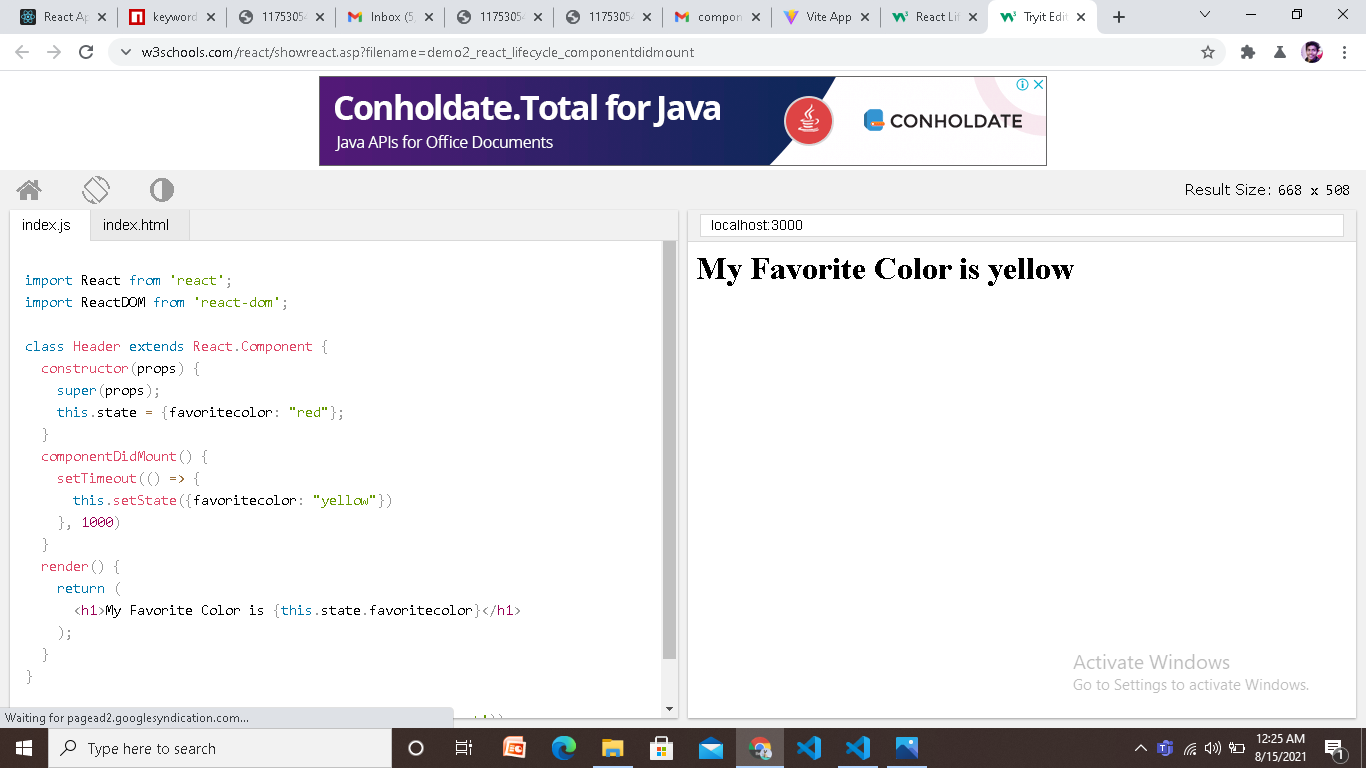 React Ap
keyword
1175305
Inbox (5
1175305
1175305
compon
Vite App
React Lif
Tryit Edit
w3schools.com/react/showreact.asp?filename=demo2_react_lifecycle_componentdidmount
Conholdate.Total for Java
Java APIs for Office Documents
CONHOLDATE
Result Size: 668 x 508
index.js
index.html
localhost:3000
import React from 'react';
import ReactDOM from 'react-dom';
class Header extends React.Component {
constructor(props) {
super(props);
this.state = {favoritecolor: "red"};
}
componentDidMount() {
setTimeout(() => {
this.setState({favoritecolor: "yellow"})
}, 1000)
}
render() {
return (
<h1>My Favorite Color is {this.state.favoritecolor}</h1>
);
}
}
My Favorite Color is yellow
Activate Windows
Go to Settings to activate Windows.
Waiting for pagead2.googlesyndication.com...
Type here to search
12:25 AM
8/15/2021
1